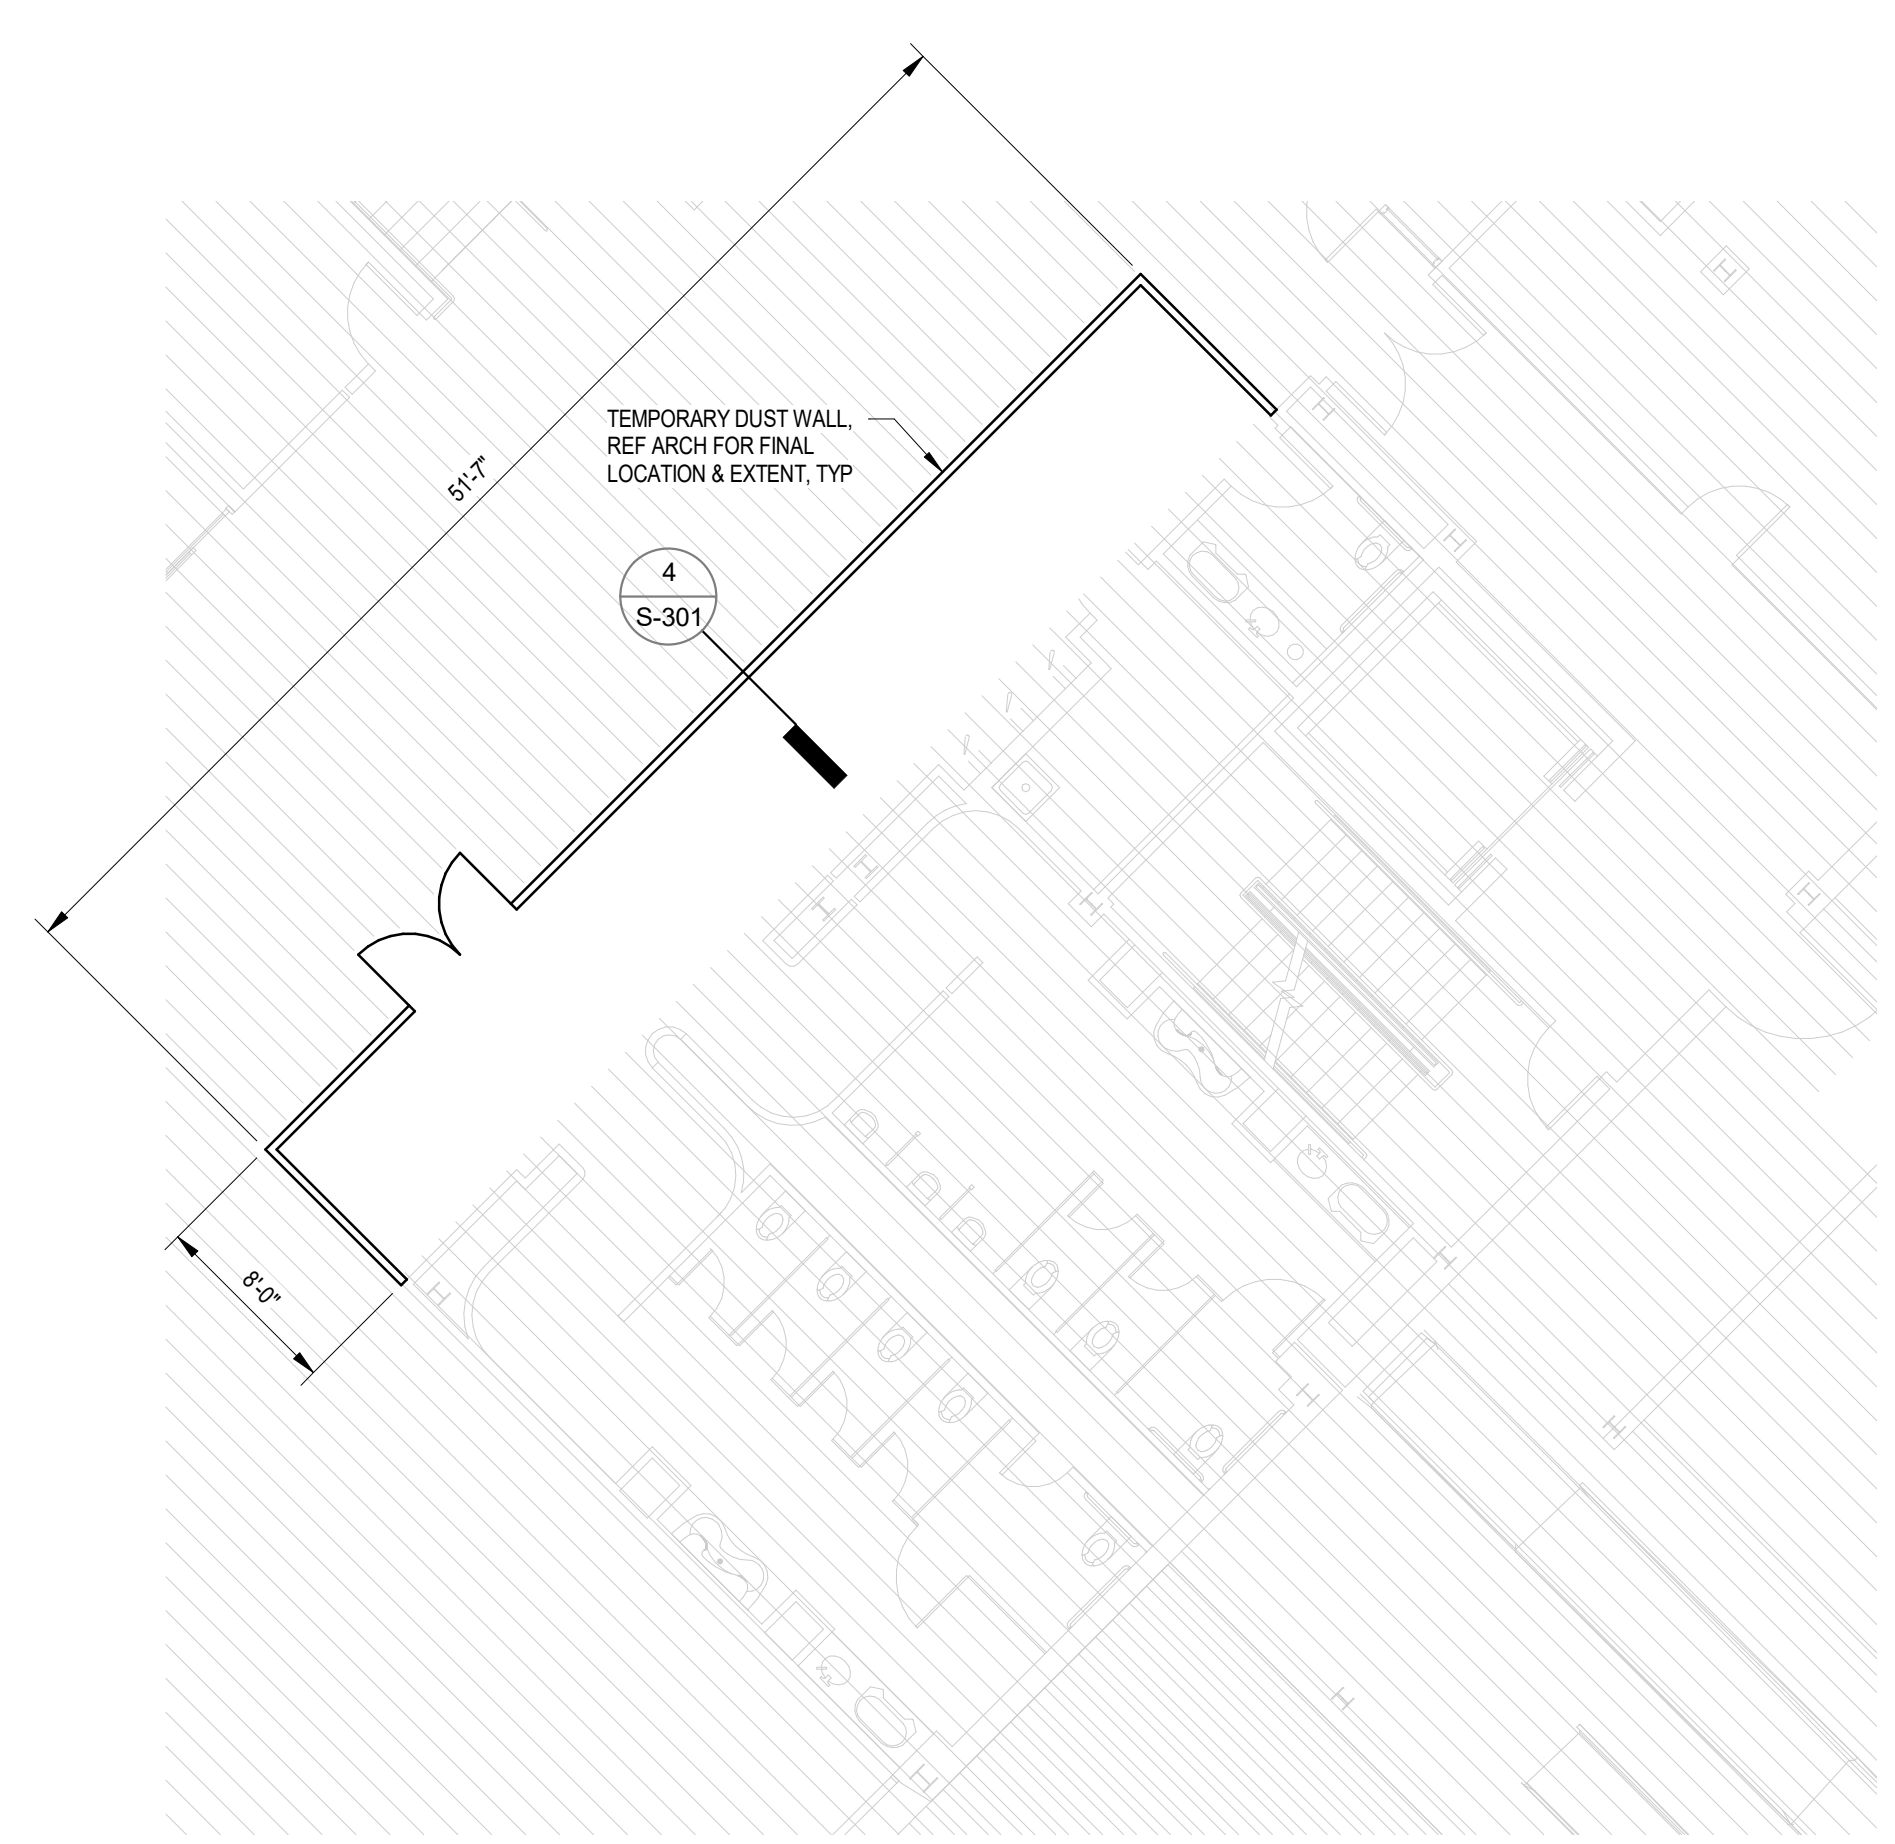 TEMPORARY DUST WALL,
REF ARCH FOR FINAL
LOCATION & EXTENT, TYP
51'-7"
4
S-301
8'-0"